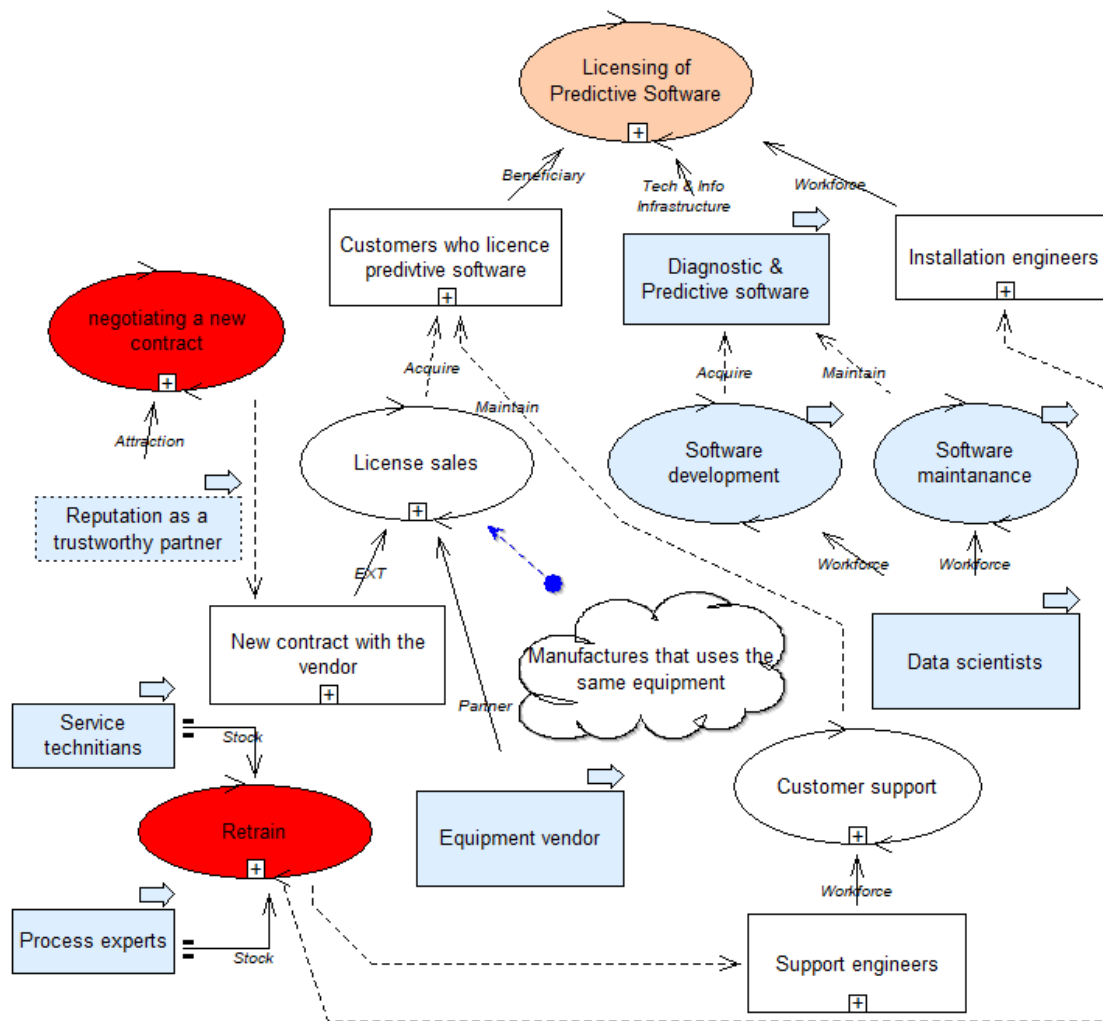 Licensing of
Predictive Software
Beneficiary
Tech & Info
Infrastructure
Workforce
Customers who licence
predivtive software
Diagnostic &
Predictive software
Installation engineers
negotiating a new
contract
Acquire
Maintain
Acquire
Maintain
Attraction
License sales
Software
development
Software
maintanance
Reputation as a
trustworthy partner
EXT
Workforce
Workforce
New contract with the
vendor
Manufactures that uses the
same equipment
Data scientists
Partner
Service
technitians
Stock
Customer support
Retrain
Equipment vendor
Workforce
Process experts
Stock
Support engineers